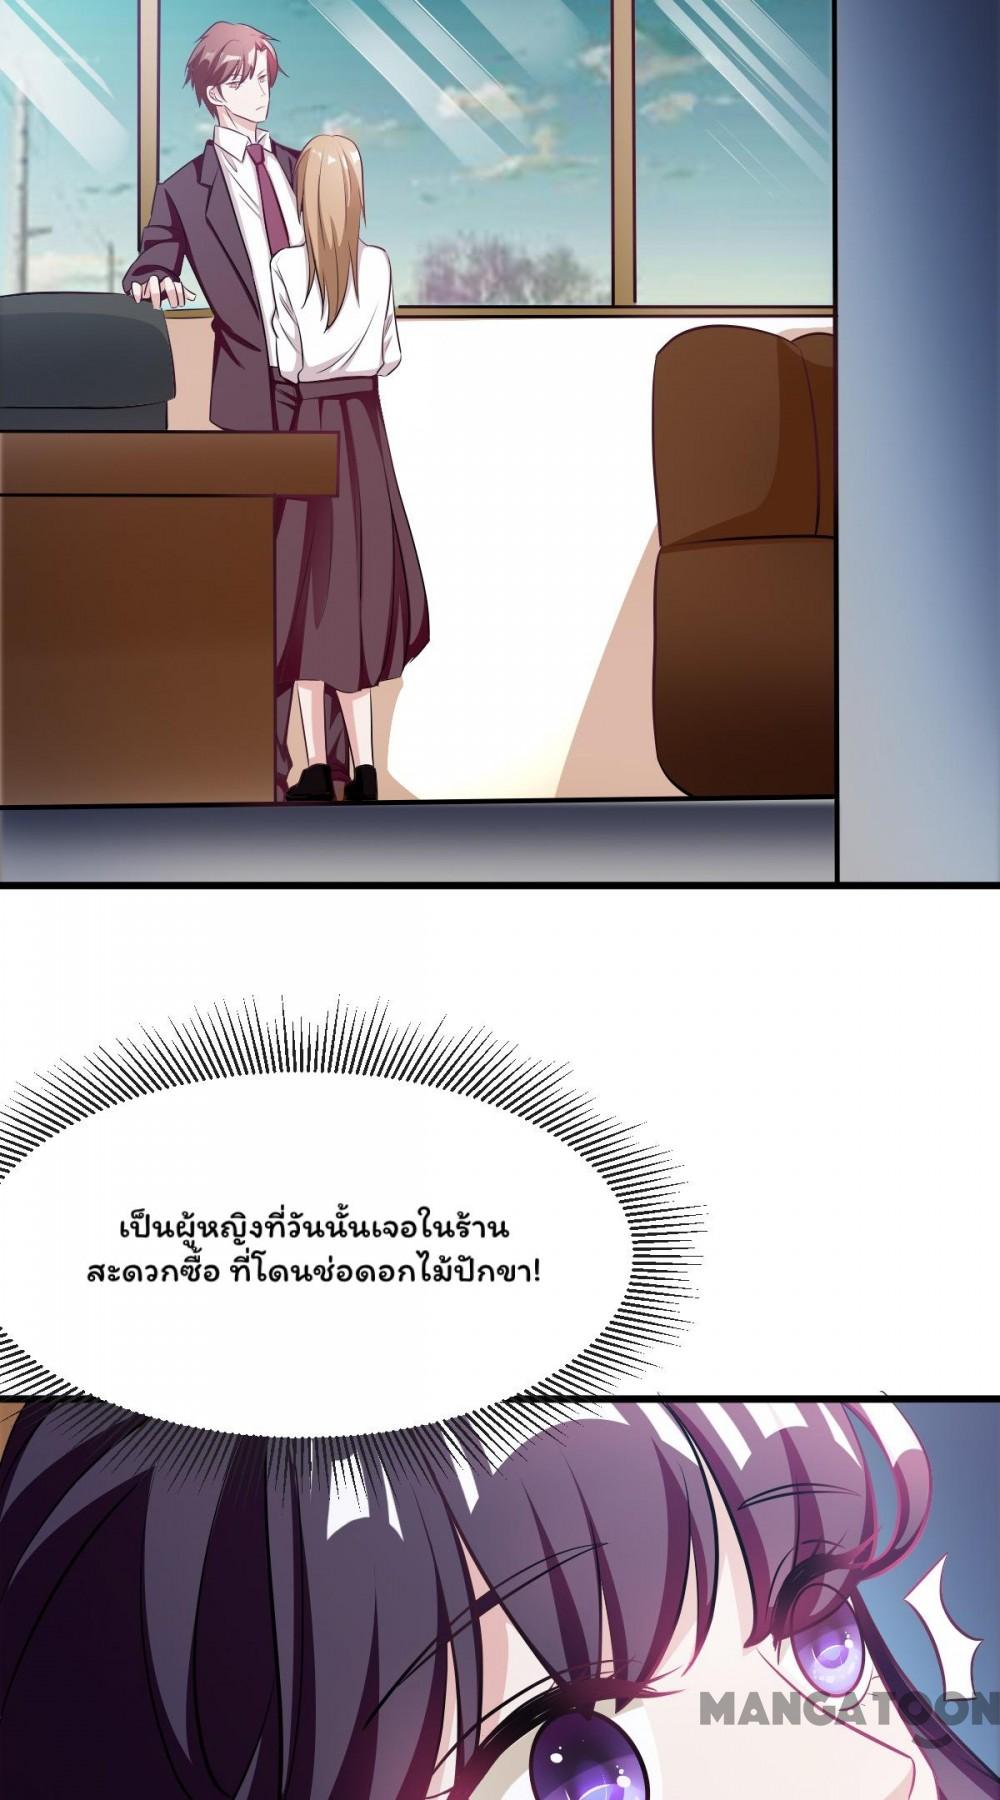 เป็นผู้หญิงที่วันนั้นเจอในร้าน
สะดวกซื้อ ที่โดนช่อดอกไม้ปักขา!
MANGATOON